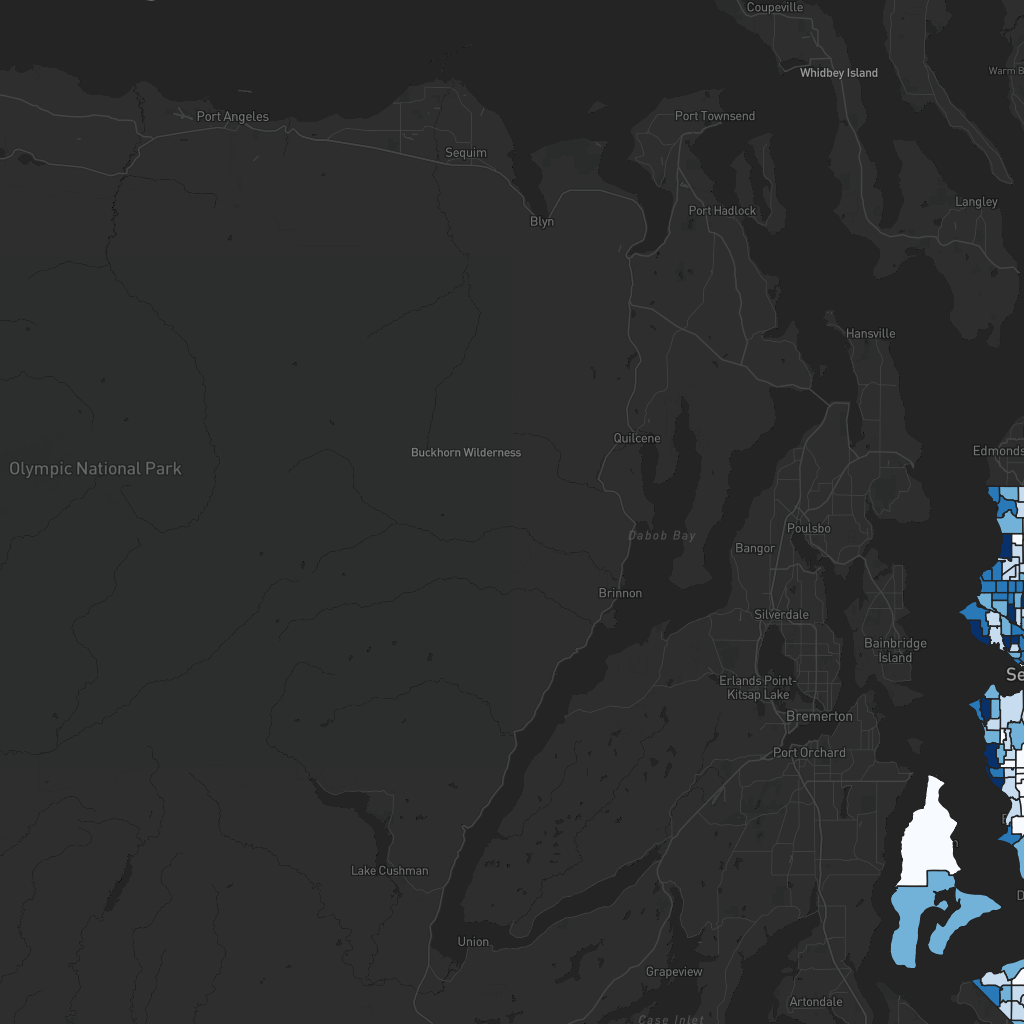 Coupeville
Whidbey Island
Warm B
Port Angeles
Port Townsend
Sequim
Langley
Port Hadlock
Blyn
Hansville
Quilcene
Edmonds
Buckhorn Wilderness
Olympic National Park
Poulsbo
Dabob Bay
Bangor
Brinnon
Silverdale
Bainbridge
Island
Se
Erlands Point-
Kitsap Lake
Bremerton
Port Orchard
Lake Cushman
D
Union
Grapeview
Artondale
Case Inlet